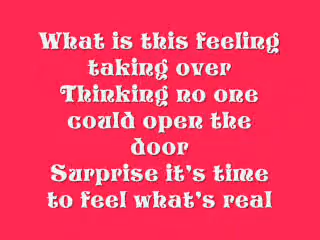 What is this feeling
taking over
Thinking no one
could open the
door
Surprise it's time
to feel what's real